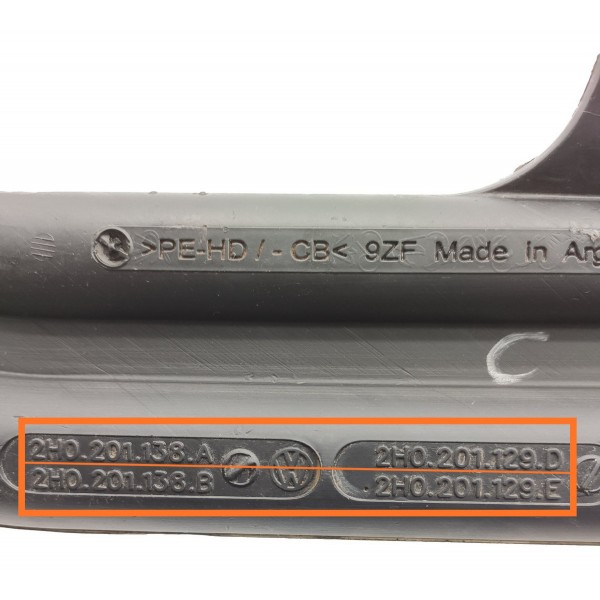 >PE-HD / - CB< 9ZF Made in Arg
C
2H0.201.138.A
2H0.201.138.B
2H0.201.129.D
2H0.201.129.E